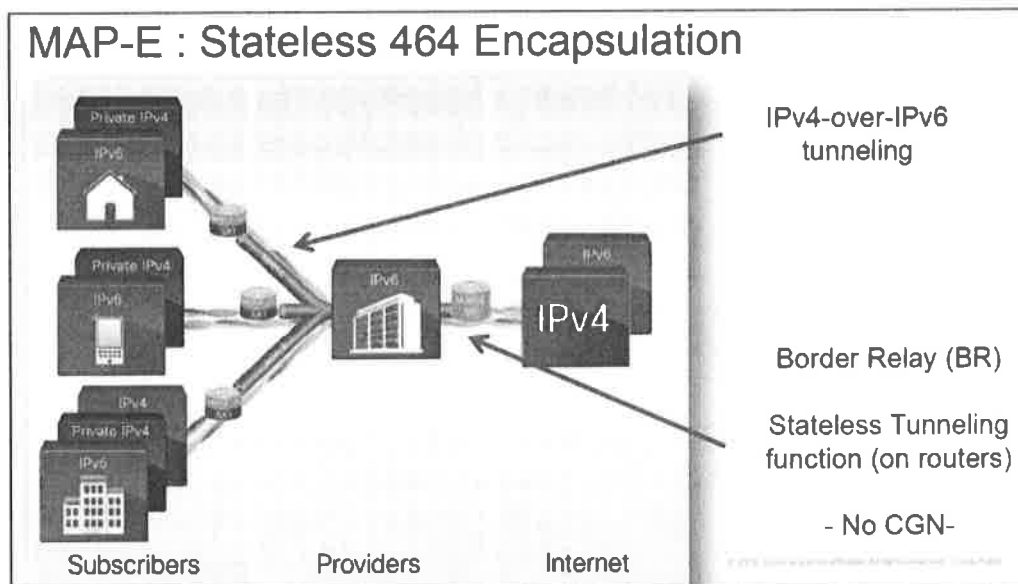 MAP-E : Stateless 464 Encapsulation
Private IPv4
IPv6
Private IPv4
IPv6
IPv4
Private IPv4
IPv6
IPv6
IPv6
IPv4
IPv4-over-IPv6
tunneling
Border Relay (BR)
Stateless Tunneling
function (on routers)
- No CGN-
Subscribers
Providers
Internet